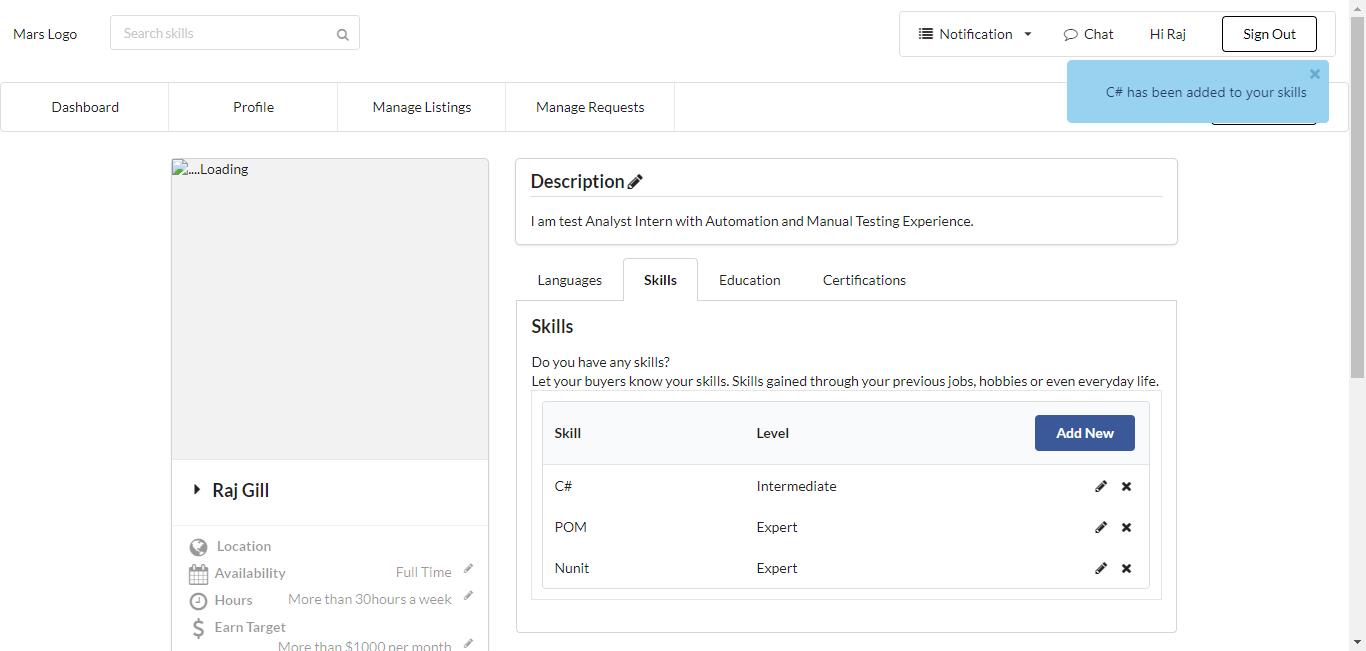 Mars Logo
Search skills
Notification
Chat
Hi Raj
Sign Out
C# has been added to your skills
Dashboard
Profile
Manage Listings
Manage Requests
....Loading
Description
I am test Analyst Intern with Automation and Manual Testing Experience.
Languages
Skills
Education
Certifications
Skills
Do you have any skills?
Let your buyers know your skills. Skills gained through your previous jobs, hobbies or even everyday life.
Skill Level Add New
C# Intermediate
POM Expert
Nunit Expert
Raj Gill
Location
Availability Full Time
Hours More than 30hours a week
Earn Target
More than $1000 per month